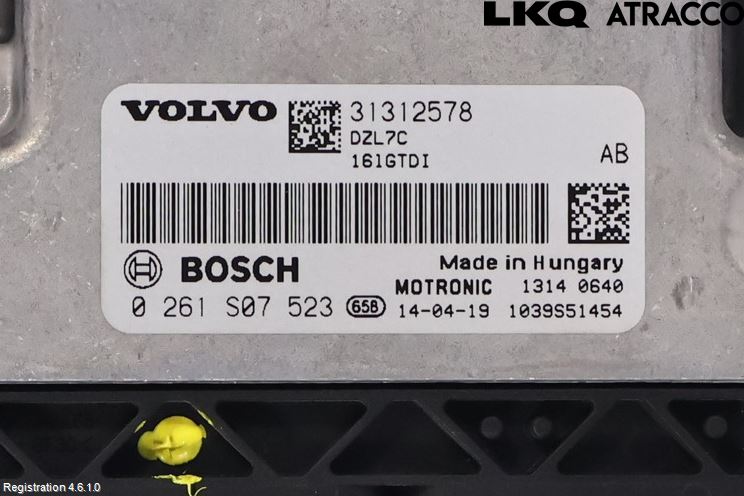 LKQ ATRACCO
VOLVO 31312578
DZL7C
161GTDI
AB
BOSCH
Made in Hungary
MOTRONIC 1314 0640
0 261 S07 523 65B 14-04-19 1039S51454
Registration 4.6.1.0